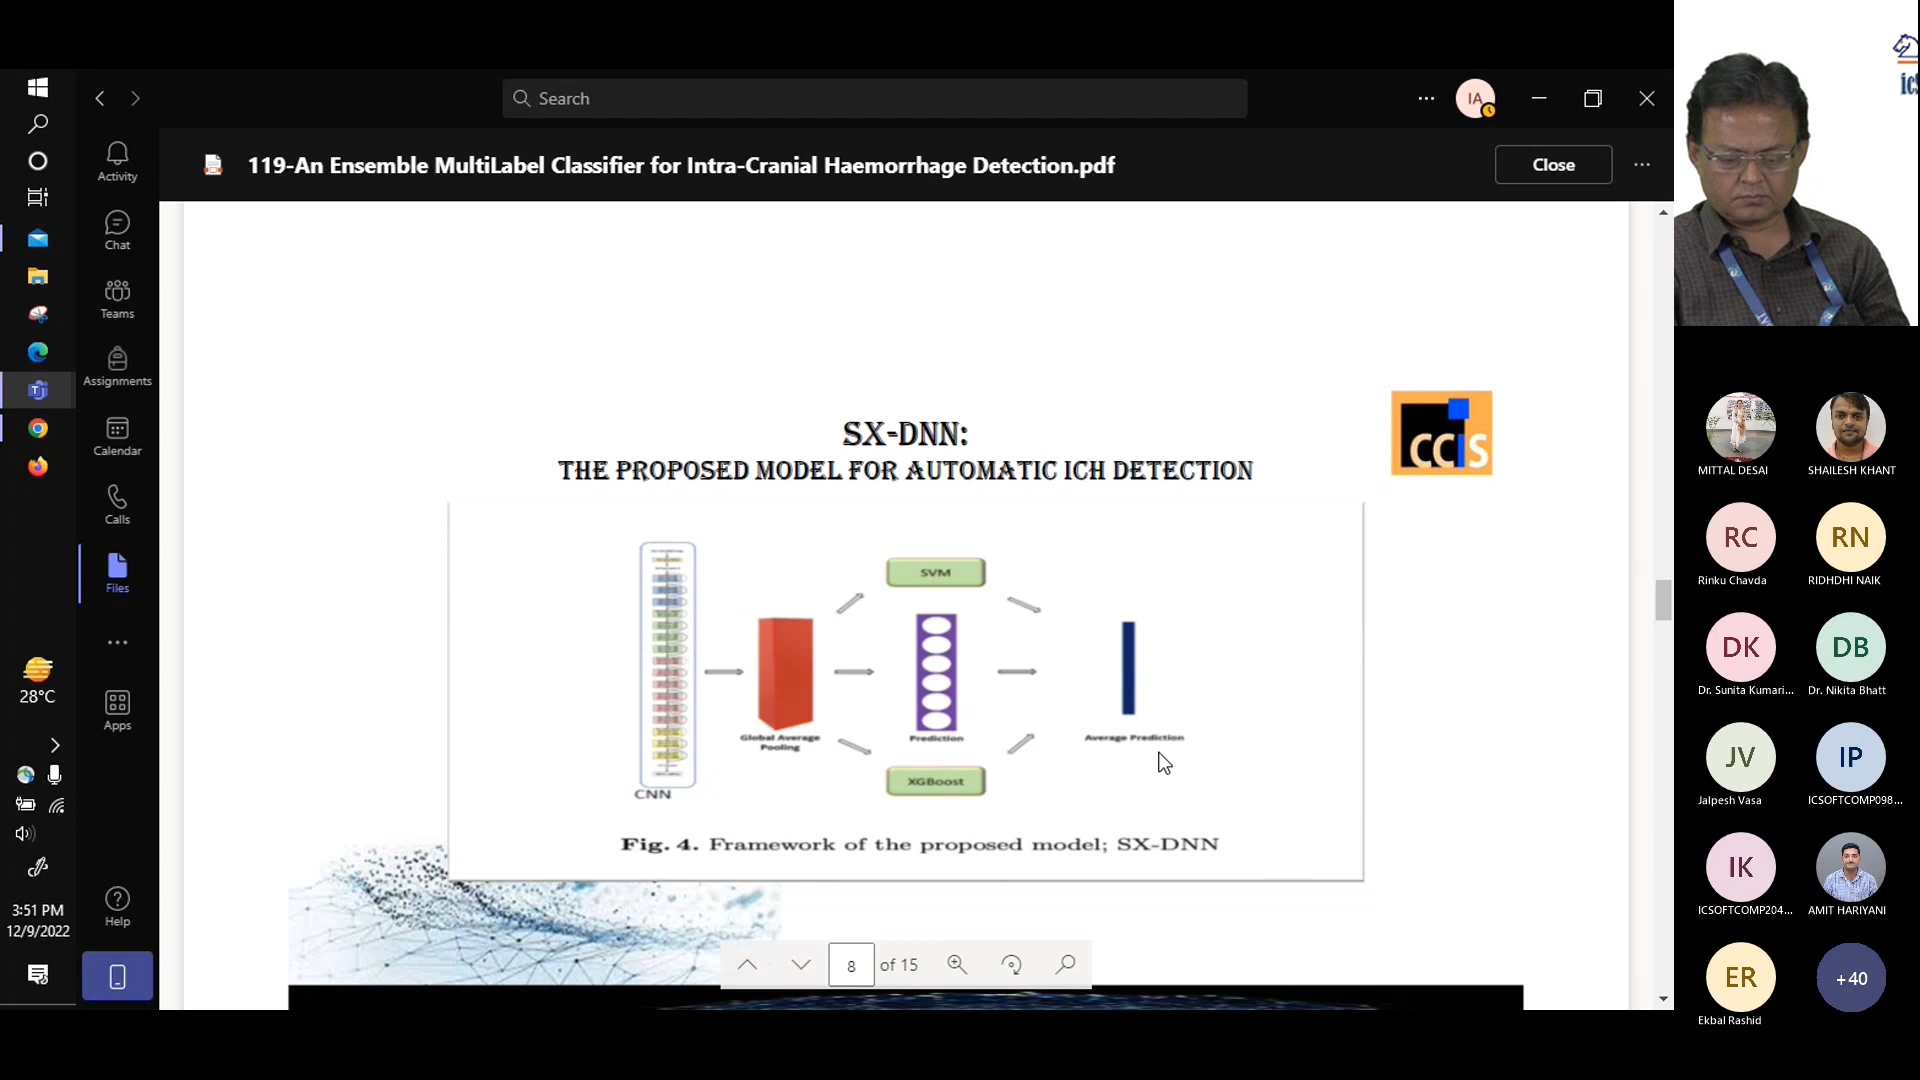 Search
IA
119-An Ensemble MultiLabel Classifier for Intra-Cranial Haemorrhage Detection.pdf
Close
Activity
Chat
Teams
Assignments
Calendar
Calls
Files
Apps
Help
28°C
3:51 PM
12/9/2022
SX-DNN:
THE PROPOSED MODEL FOR AUTOMATIC ICH DETECTION
CCIS
SVM
Global Average
Pooling
Prediction
Average Prediction
XGBoost
CNN
Fig. 4. Framework of the proposed model; SX-DNN
8 of 15
MITTAL DESAI
SHAILESH KHANT
RC
RN
Rinku Chavda
RIDHDHI NAIK
DK
DB
Dr. Sunita Kumari...
Dr. Nikita Bhatt
JV
IP
Jalpesh Vasa
ICSOFTCOMP098...
IK
ICSOFTCOMP204...
AMIT HARIYANI
ER
+40
Ekbal Rashid